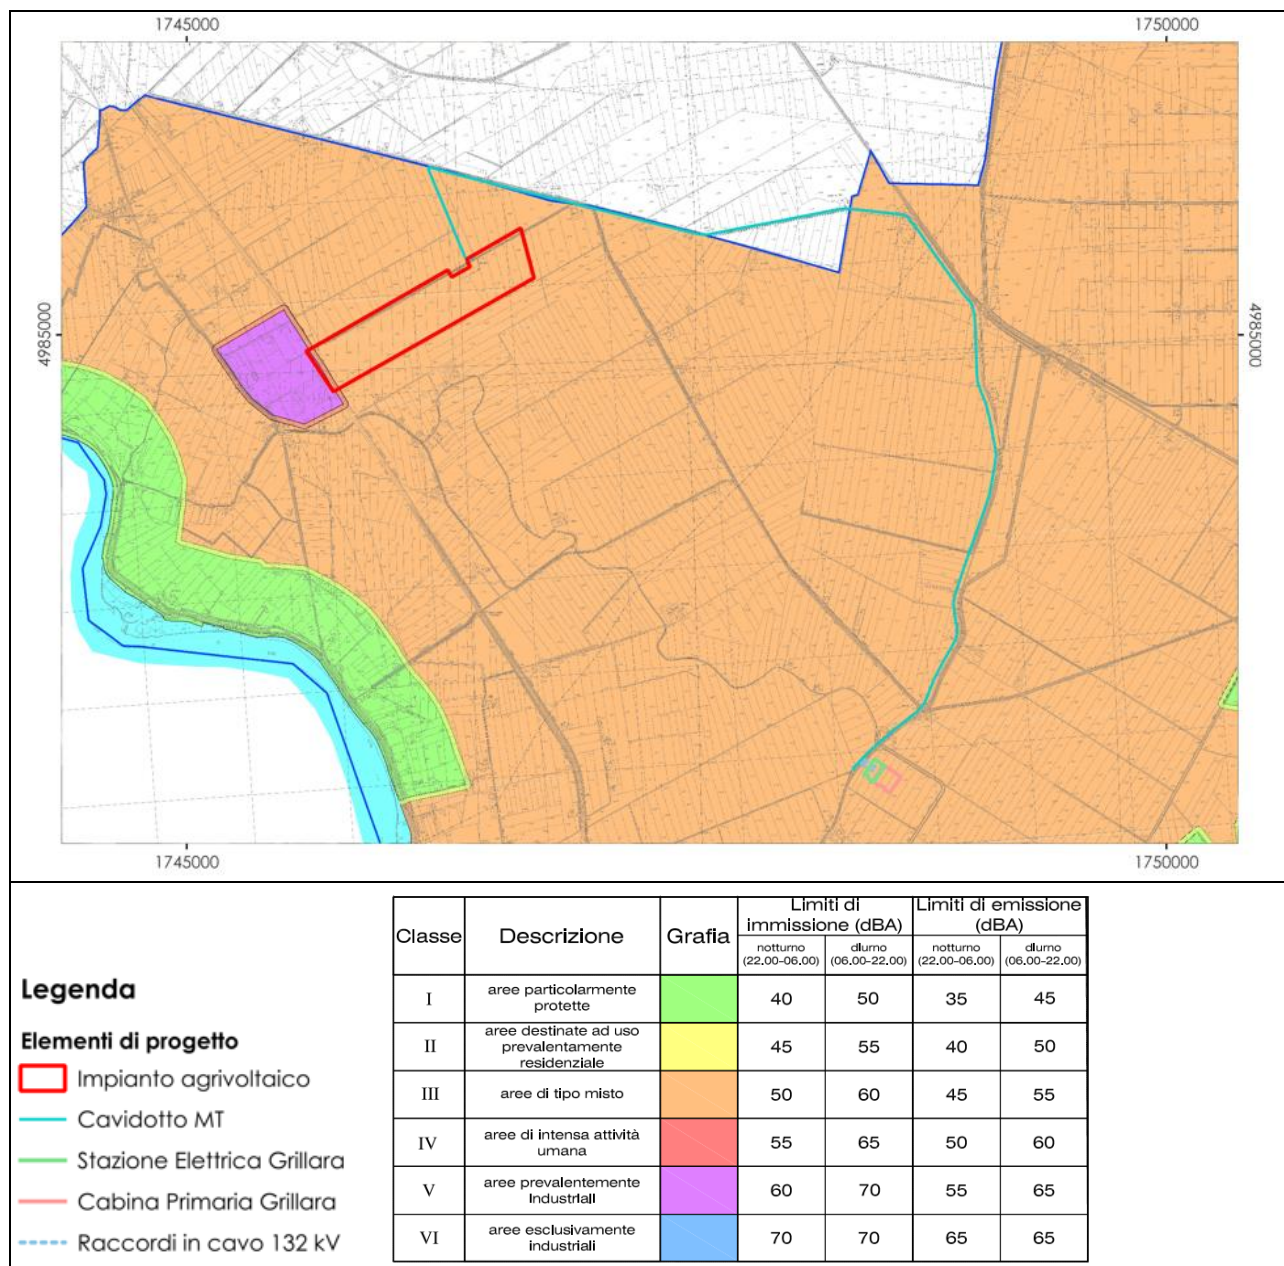 1745000
1750000
4985000
4985000
1745000
1750000
Legenda
Elementi di progetto
Impianto agrivoltaico
Cavidotto MT
Stazione Elettrica Grillara
Cabina Primaria Grillara
Raccordi in cavo 132 kV
Classe
Descrizione
Grafia
Limiti di
immissione (dBA)
Limiti di emissione
(dBA)
notturno
(22.00-06.00)
diurno
(06.00-22.00)
notturno
(22.00-06.00)
diurno
(06.00-22.00)
I
aree particolarmente
protette
40
50
35
45
II
aree destinate ad uso
prevalentamente
residenziale
45
55
40
50
III
aree di tipo misto
50
60
45
55
IV
aree di intensa attività
umana
55
65
50
60
V
aree prevalentemente
industriali
60
70
55
65
VI
aree esclusivamente
industriali
70
70
65
65